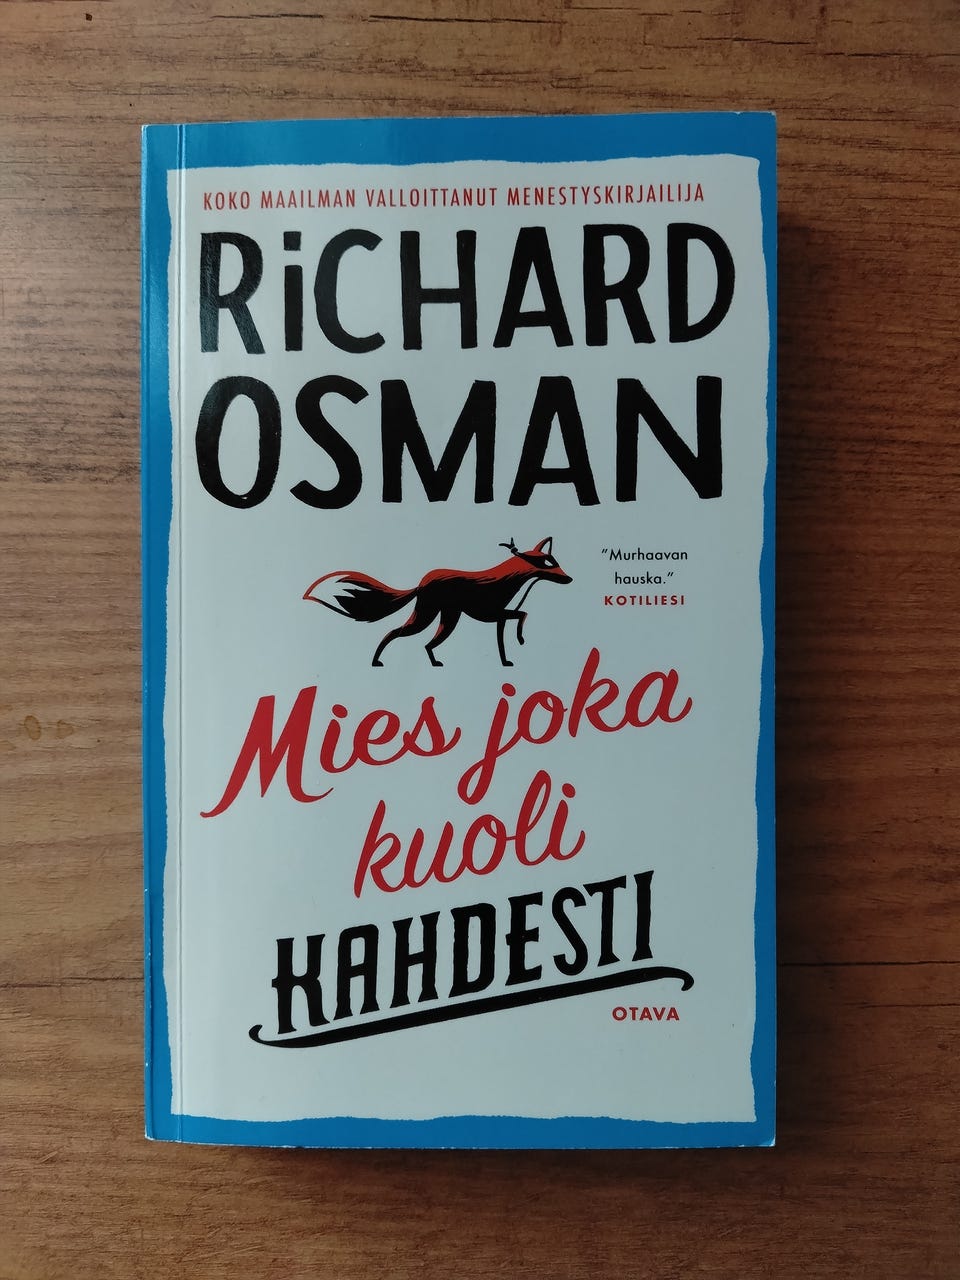 KOKO MAAILMAN VALLOITTANUT MENESTYSKIRJAILIJA
RiCHARD
OSMAN
"Murhaavan
hauska."
KOTILIESI
Mies joka
kuoli
KAHDESTI
OTAVA